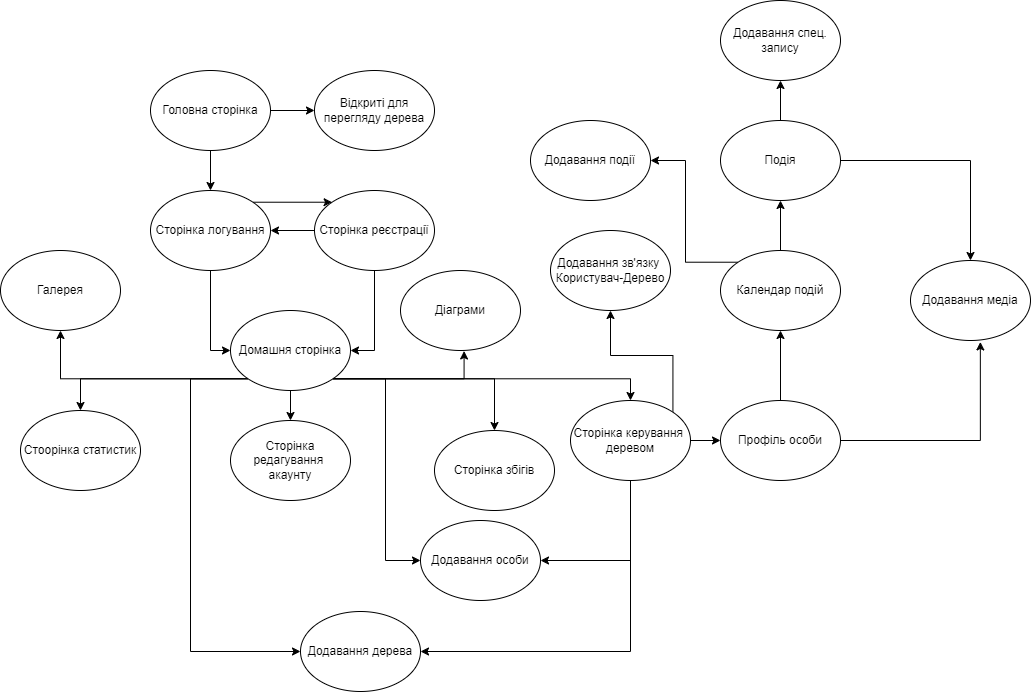 Додавання спец.
запису
Головна сторінка
Відкриті для
перегляду дерева
Додавання події
Подія
Сторінка логування
Сторінка реєстрації
Додавання зв'язку
Користувач-Дерево
Галерея
Календар подій
Додавання медіа
Діаграми
Домашня сторінка
Стоорінка статистик
Сторінка
редагування
акаунту
Сторінка збігів
Сторінка керування
деревом
Профіль особи
Додавання особи
Додавання дерева